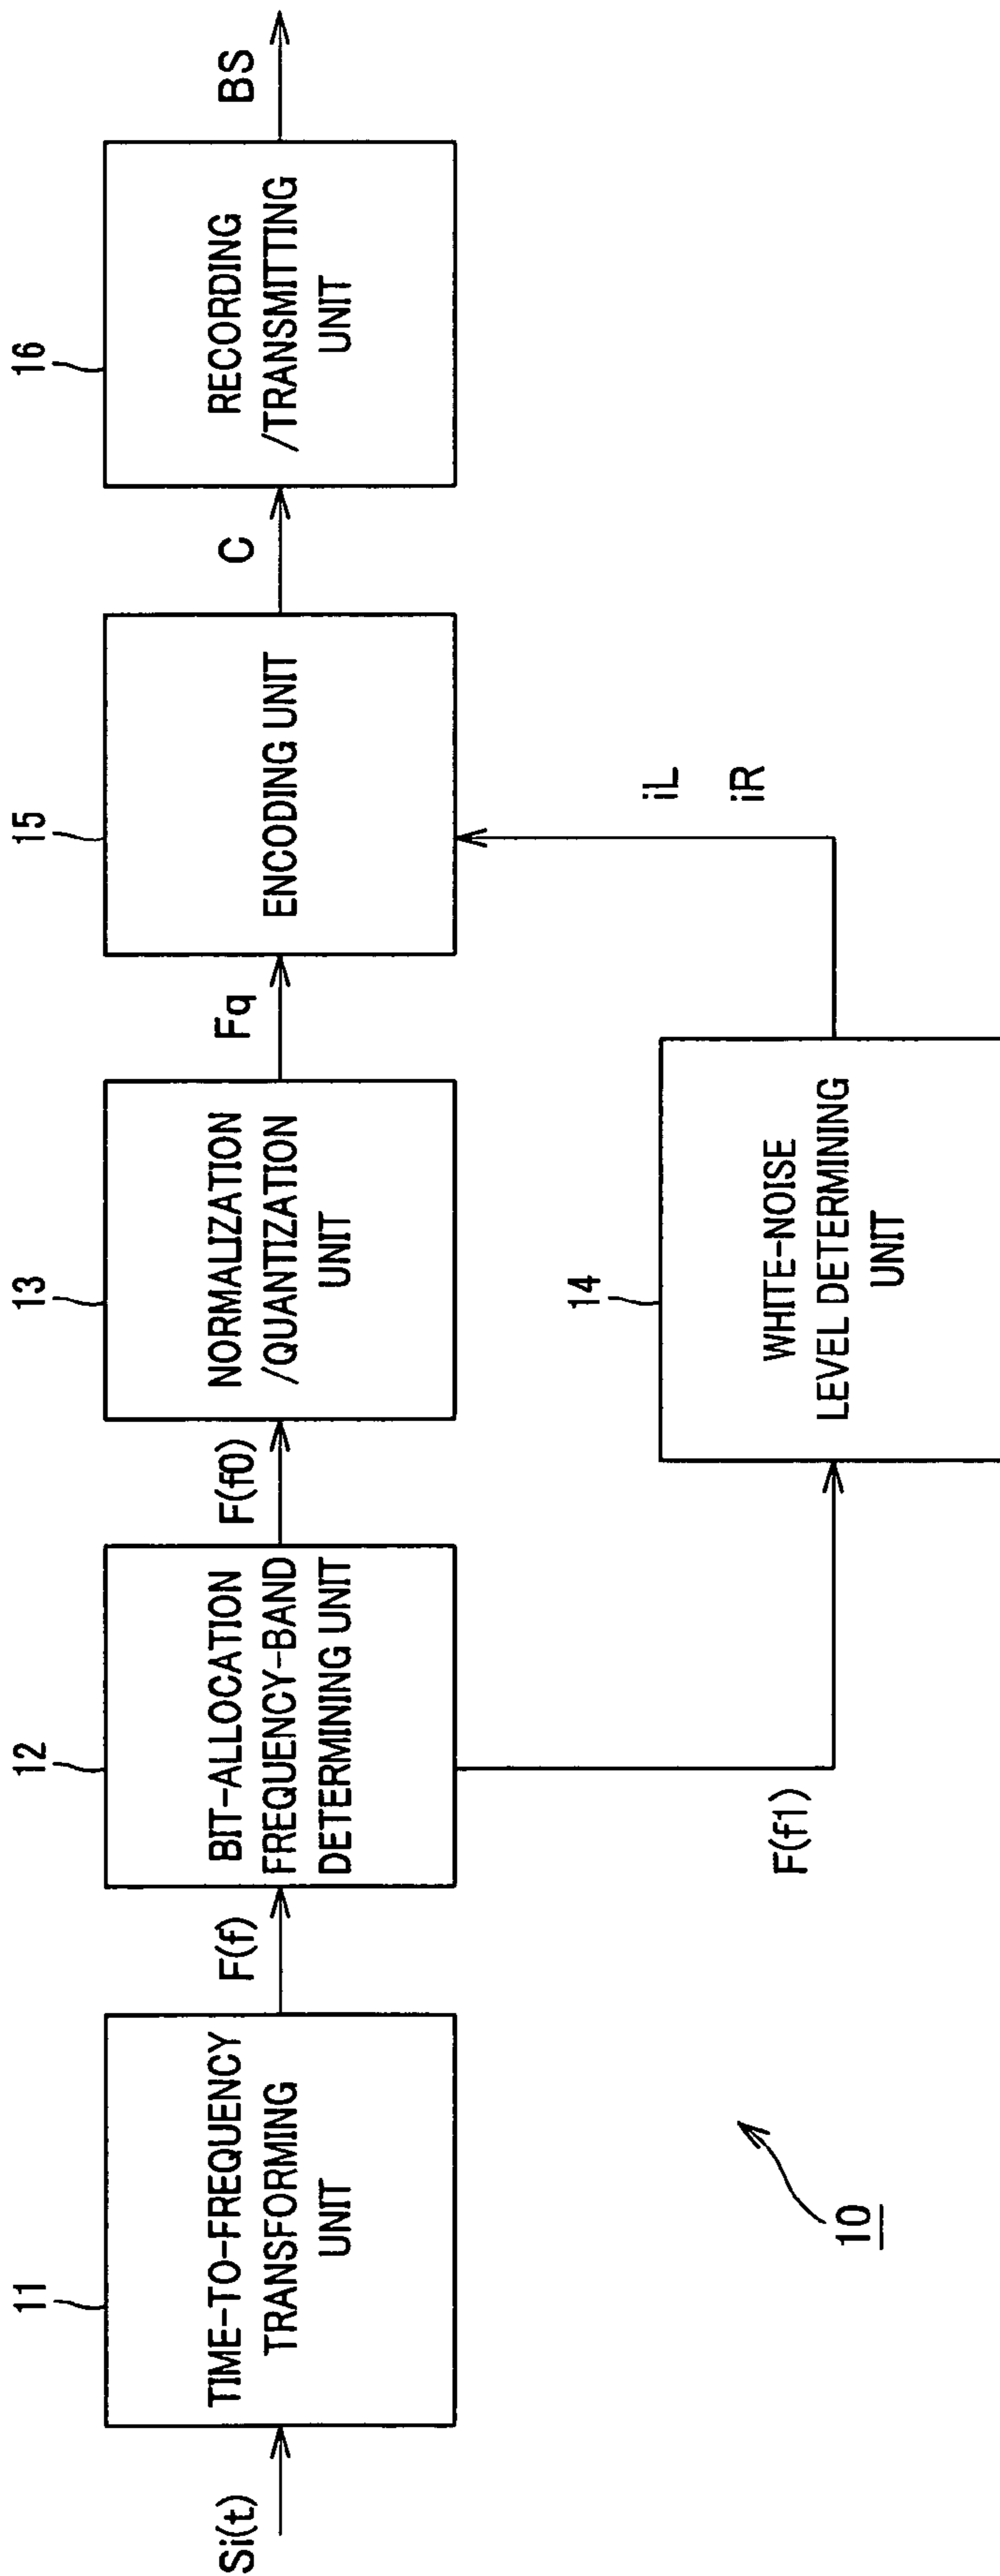 11
12
13
15
16
Si(t)
TIME-TO-FREQUENCY
TRANSFORMING
UNIT
F(f)
BIT-ALLOCATION
FREQUENCY-BAND
DETERMINING UNIT
F(f0)
NORMALIZATION
/QUANTIZATION
UNIT
Fq
ENCODING UNIT
C
RECORDING
/TRANSMITTING
UNIT
BS
14
iL
iR
F(f1)
WHITE-NOISE
LEVEL DETERMINING
UNIT
10